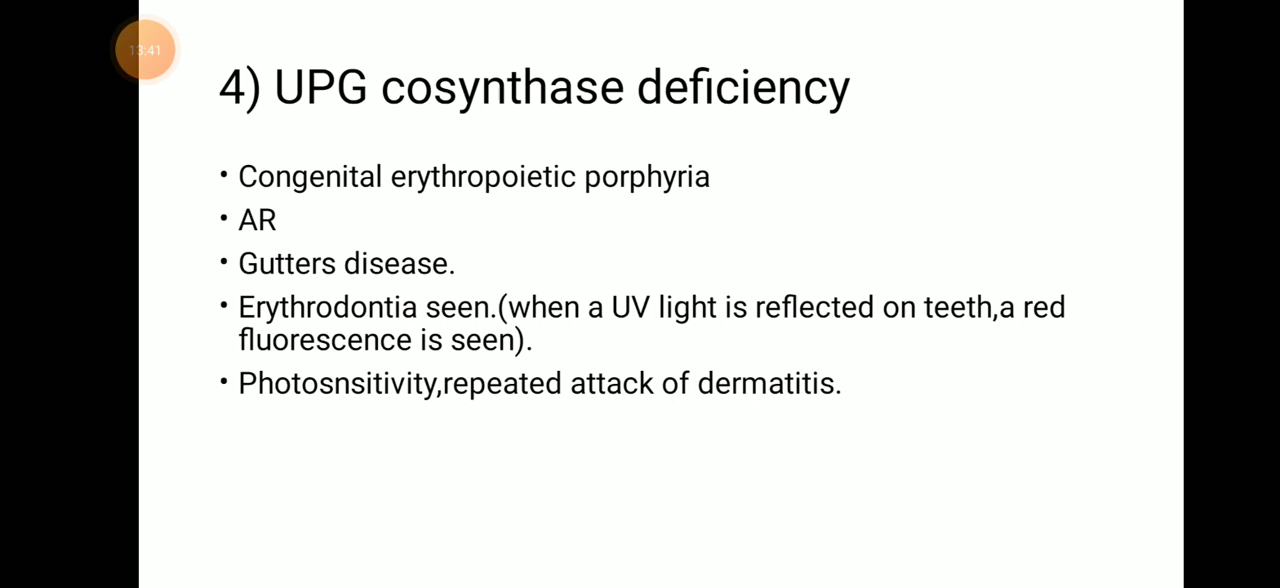 13:41
4) UPG cosynthase deficiency
• Congenital erythropoietic porphyria
• AR
• Gutters disease.
• Erythrodontia seen.(when a UV light is reflected on teeth,a red
fluorescence is seen).
• Photosnsitivity,repeated attack of dermatitis.